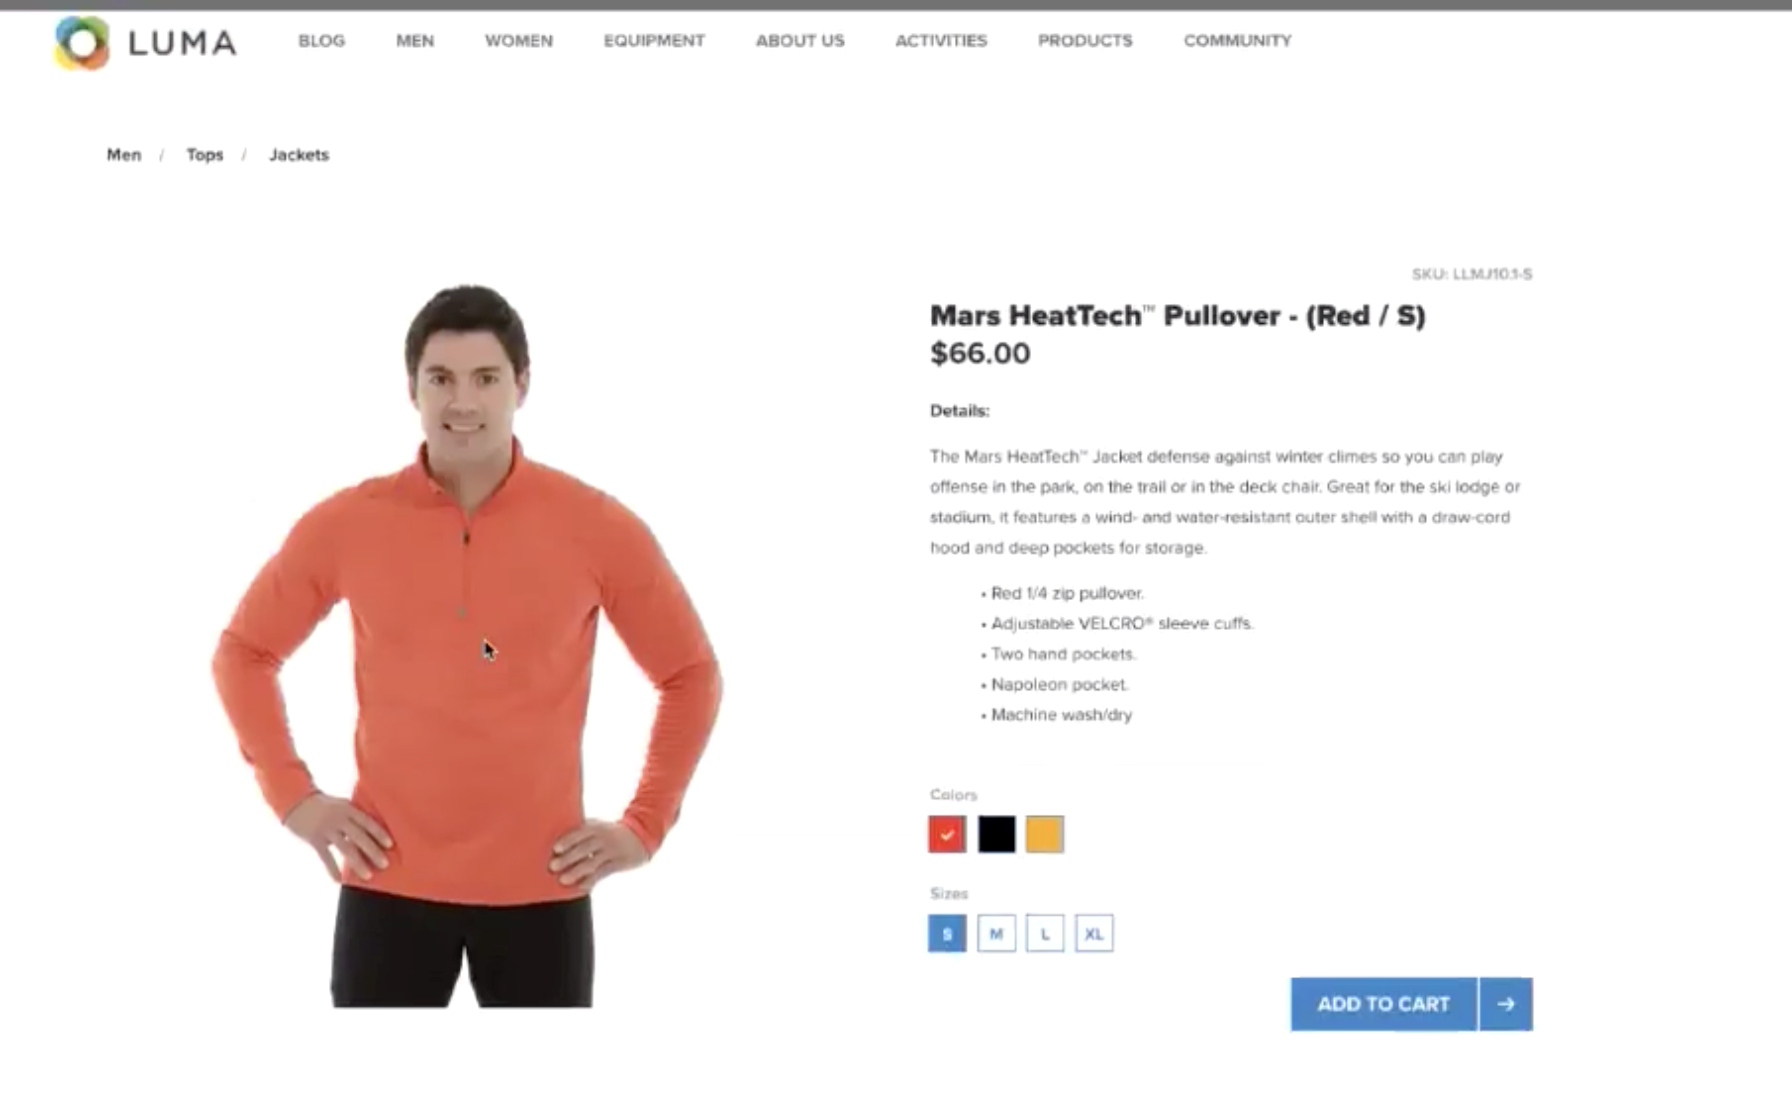 LUMA BLOG MEN WOMEN EQUIPMENT ABOUT US ACTIVITIES PRODUCTS COMMUNITY
Men / Tops / Jackets
SKU: LLMJ10.1-S
Mars HeatTech™ Pullover - (Red / S)
$66.00
Details:
The Mars HeatTech™ Jacket defense against winter climes so you can play
offense in the park, on the trail or in the deck chair. Great for the ski lodge or
stadium, it features a wind- and water-resistant outer shell with a draw-cord
hood and deep pockets for storage.
• Red 1/4 zip pullover.
• Adjustable VELCRO® sleeve cuffs.
• Two hand pockets.
• Napoleon pocket.
• Machine wash/dry
Colors
Sizes
S M L XL
ADD TO CART →